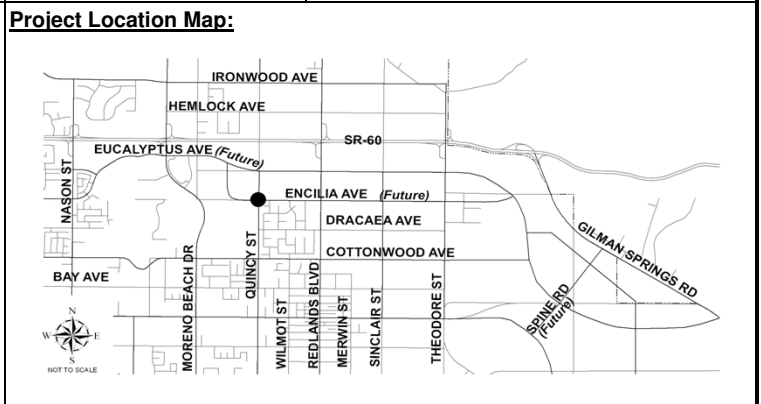 Project Location Map:
IRONWOOD AVE
HEMLOCK AVE
SR-60
EUCALYPTUS AVE (Future)
NASON ST
ENCILIA AVE (Future)
DRACAEA AVE
COTTONWOOD AVE
GILMAN SPRINGS RD
BAY AVE
MORENO BEACH DR
QUINCY ST
WILMOT ST
REDLANDS BLVD
MERWIN ST
SINCLAIR ST
THEODORE ST
SPINE RD
(Future)
N
W E
S
NOT TO SCALE